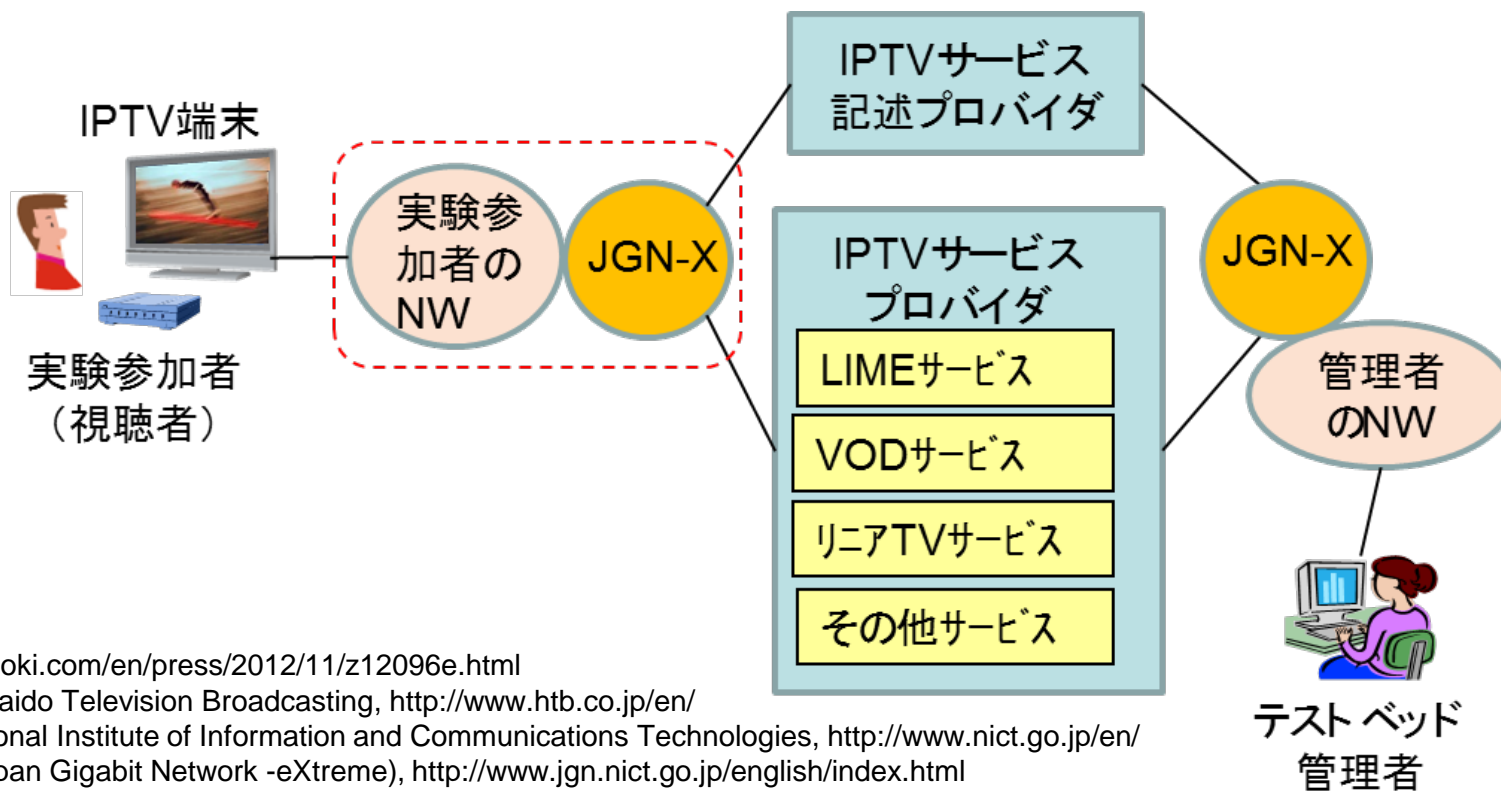 IPTV端末
実験参加者
（視聴者）
実験参
加者の
NW
JGN-X
IPTVサービス
記述プロバイダ
IPTVサービス
プロバイダ
LIMEｻｰﾋﾞｽ
VODｻｰﾋﾞｽ
ﾘﾆｱTVｻｰﾋﾞｽ
その他ｻｰﾋﾞｽ
JGN-X
管理者
のNW
テスト ベッド
管理者
oki.com/en/press/2012/11/z12096e.html
aido Television Broadcasting, http://www.htb.co.jp/en/
onal Institute of Information and Communications Technologies, http://www.nict.go.jp/en/
pan Gigabit Network -eXtreme), http://www.jgn.nict.go.jp/english/index.html